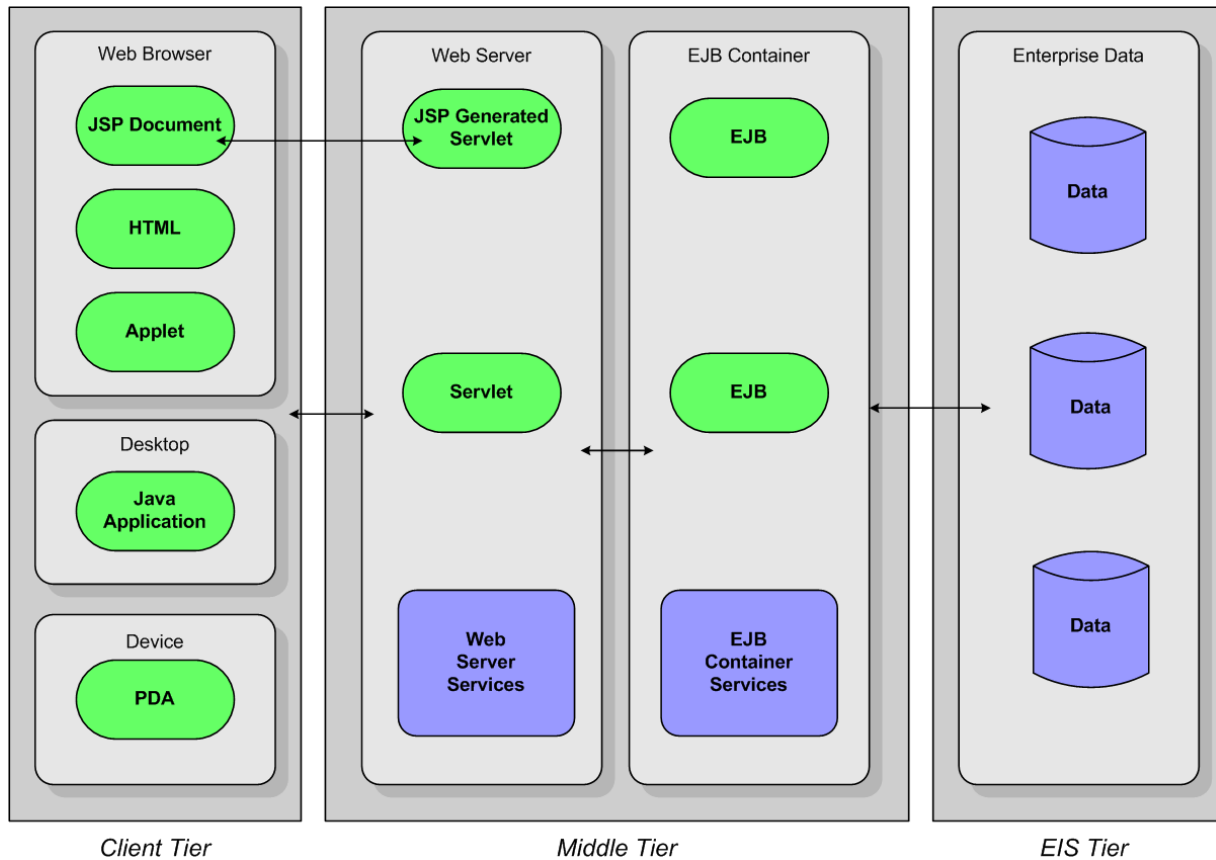 Web Browser
JSP Document
HTML
Applet
Desktop
Java
Application
Device
PDA
Client Tier
Web Server
JSP Generated
Servlet
Servlet
Web
Server
Services
EJB Container
EJB
EJB
EJB
Container
Services
Middle Tier
Enterprise Data
Data
Data
Data
EIS Tier